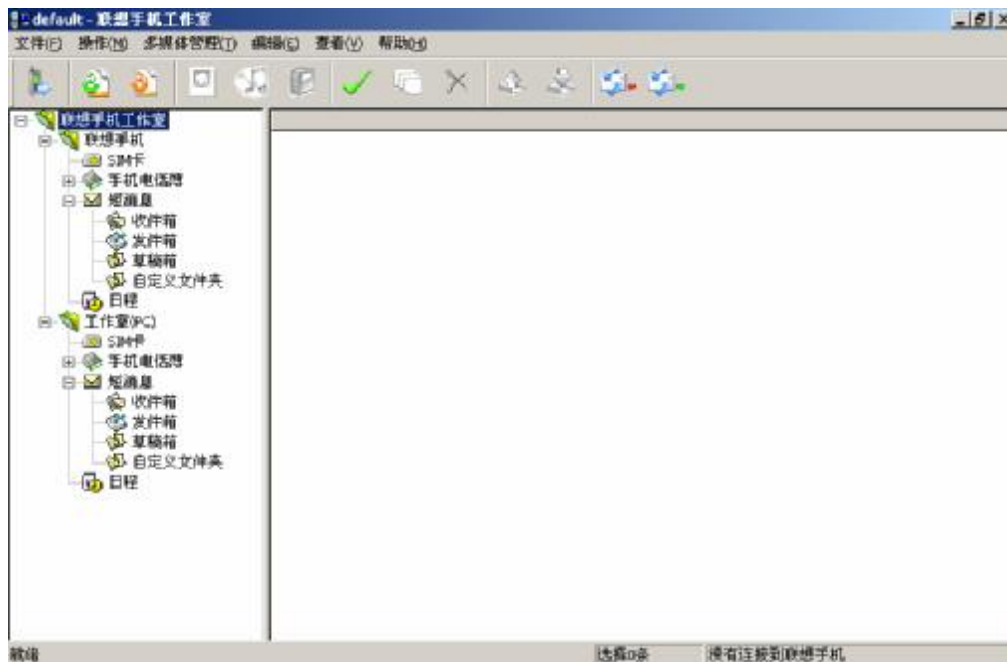 default - 联想手机工作室
文件(F) 操作(M) 多媒体管理(T) 编辑(E) 查看(V) 帮助(H)
联想手机工作室
联想手机
SIM卡
手机电话簿
短消息
收件箱
发件箱
草稿箱
自定义文件夹
日程
工作室(PC)
SIM卡
手机电话簿
短消息
收件箱
发件箱
草稿箱
自定义文件夹
日程
就绪 选择0条 没有连接到联想手机